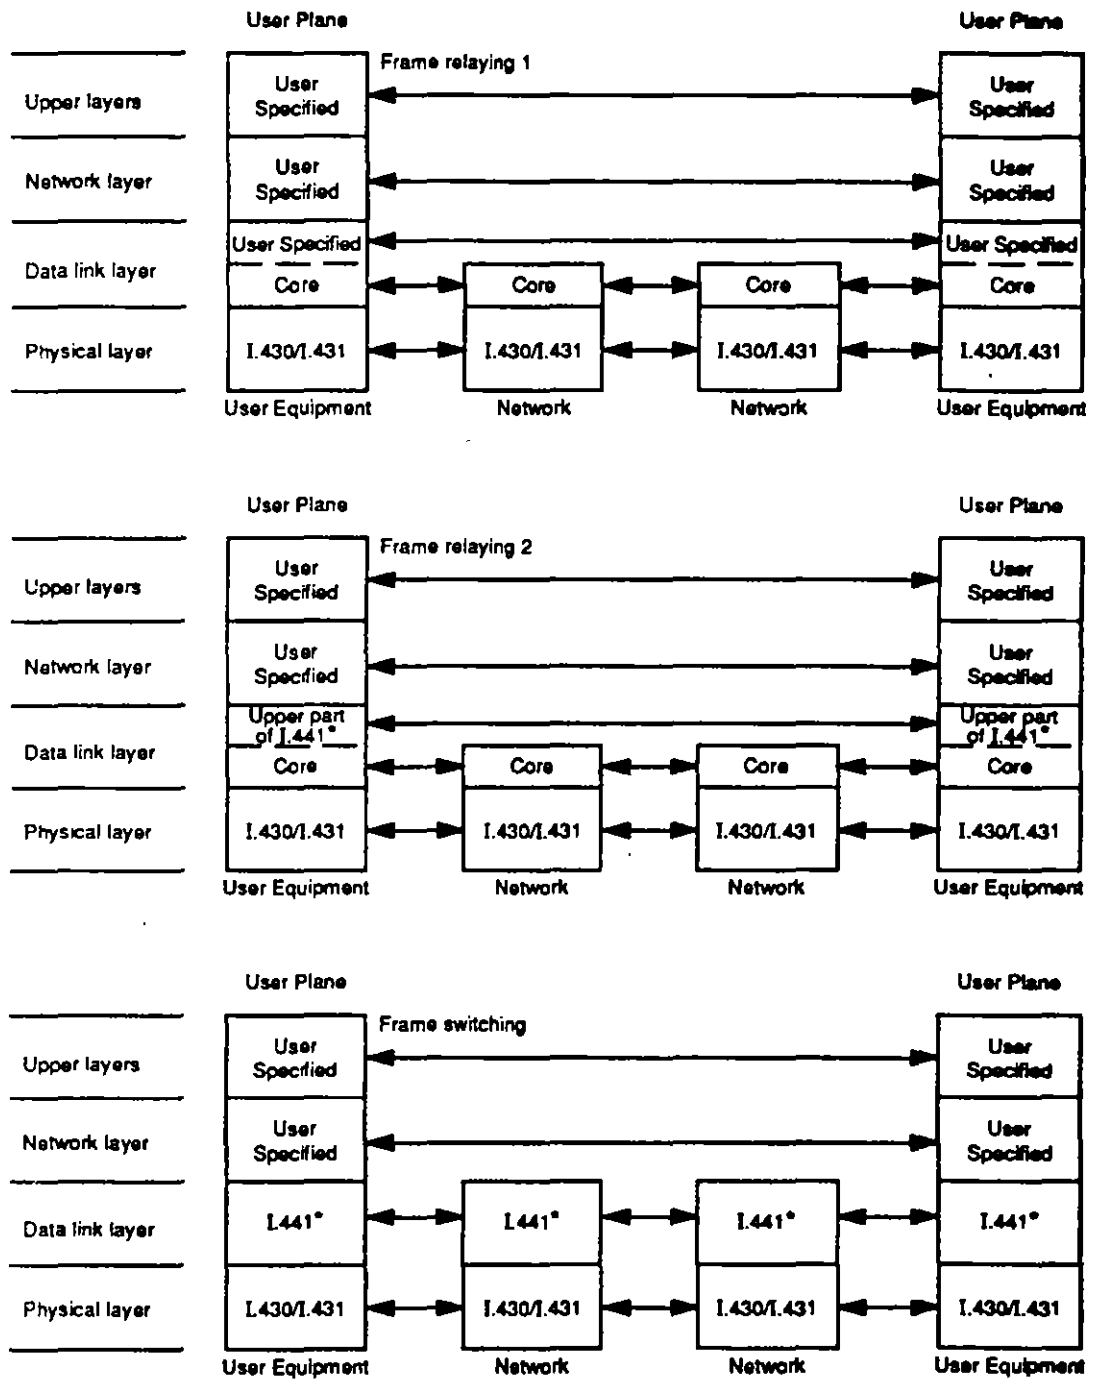 User Plane
User Plane
Frame relaying 1
Upper layers
User
Specified
User
Specified
Network layer
User
Specified
User
Specified
Data link layer
User Specified
User Specified
Core
Core
Core
Core
Physical layer
I.430/I.431
I.430/I.431
I.430/I.431
I.430/I.431
User Equipment
Network
Network
User Equipment
User Plane
User Plane
Frame relaying 2
Upper layers
User
Specified
User
Specified
Network layer
User
Specified
User
Specified
Data link layer
Upper part
of I.441*
Upper part
of I.441*
Core
Core
Core
Core
Physical layer
I.430/I.431
I.430/I.431
I.430/I.431
I.430/I.431
User Equipment
Network
Network
User Equipment
User Plane
User Plane
Frame switching
Upper layers
User
Specified
User
Specified
Network layer
User
Specified
User
Specified
Data link layer
I.441*
I.441*
I.441*
I.441*
Physical layer
I.430/I.431
I.430/I.431
I.430/I.431
I.430/I.431
User Equipment
Network
Network
User Equipment